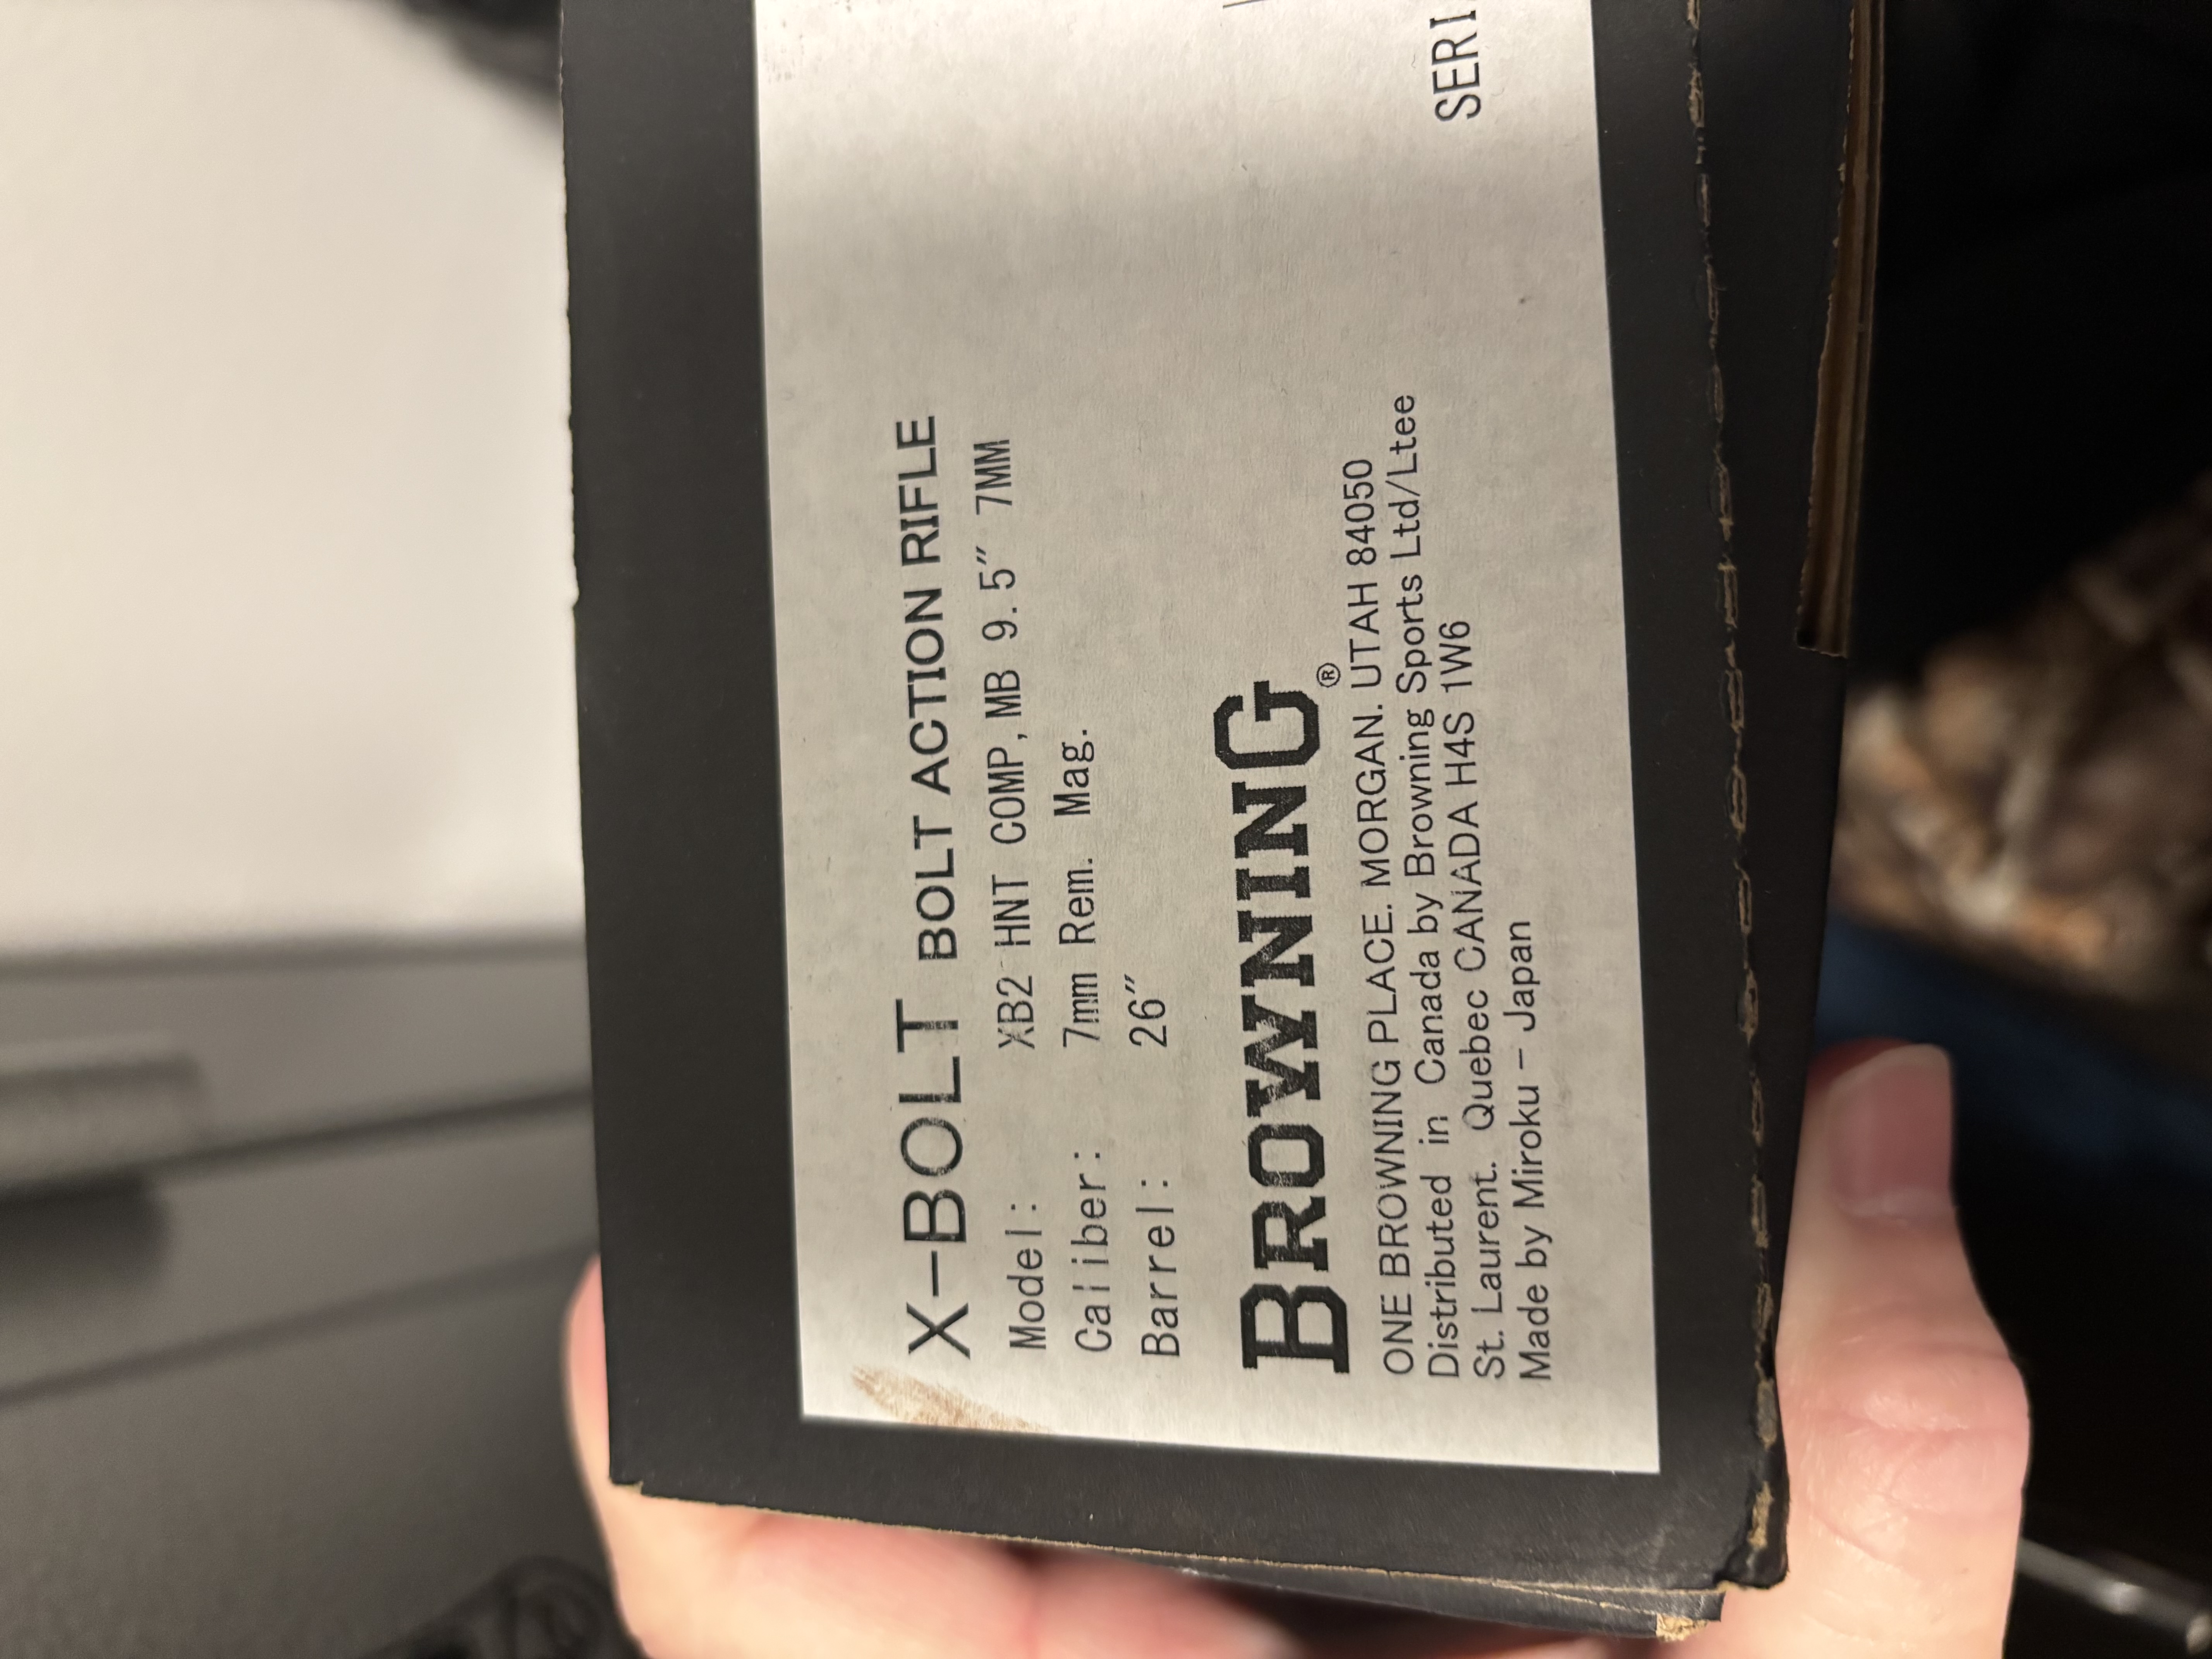 X-BOLT BOLT ACTION RIFLE
Model: XB2 HNT COMP,MB 9.5" 7MM
Caliber: 7mm Rem. Mag.
Barrel: 26"
BROWNING®
ONE BROWNING PLACE. MORGAN. UTAH 84050
Distributed in Canada by Browning Sports Ltd/Ltee
St. Laurent. Quebec CANADA H4S 1W6
Made by Miroku - Japan
SERI